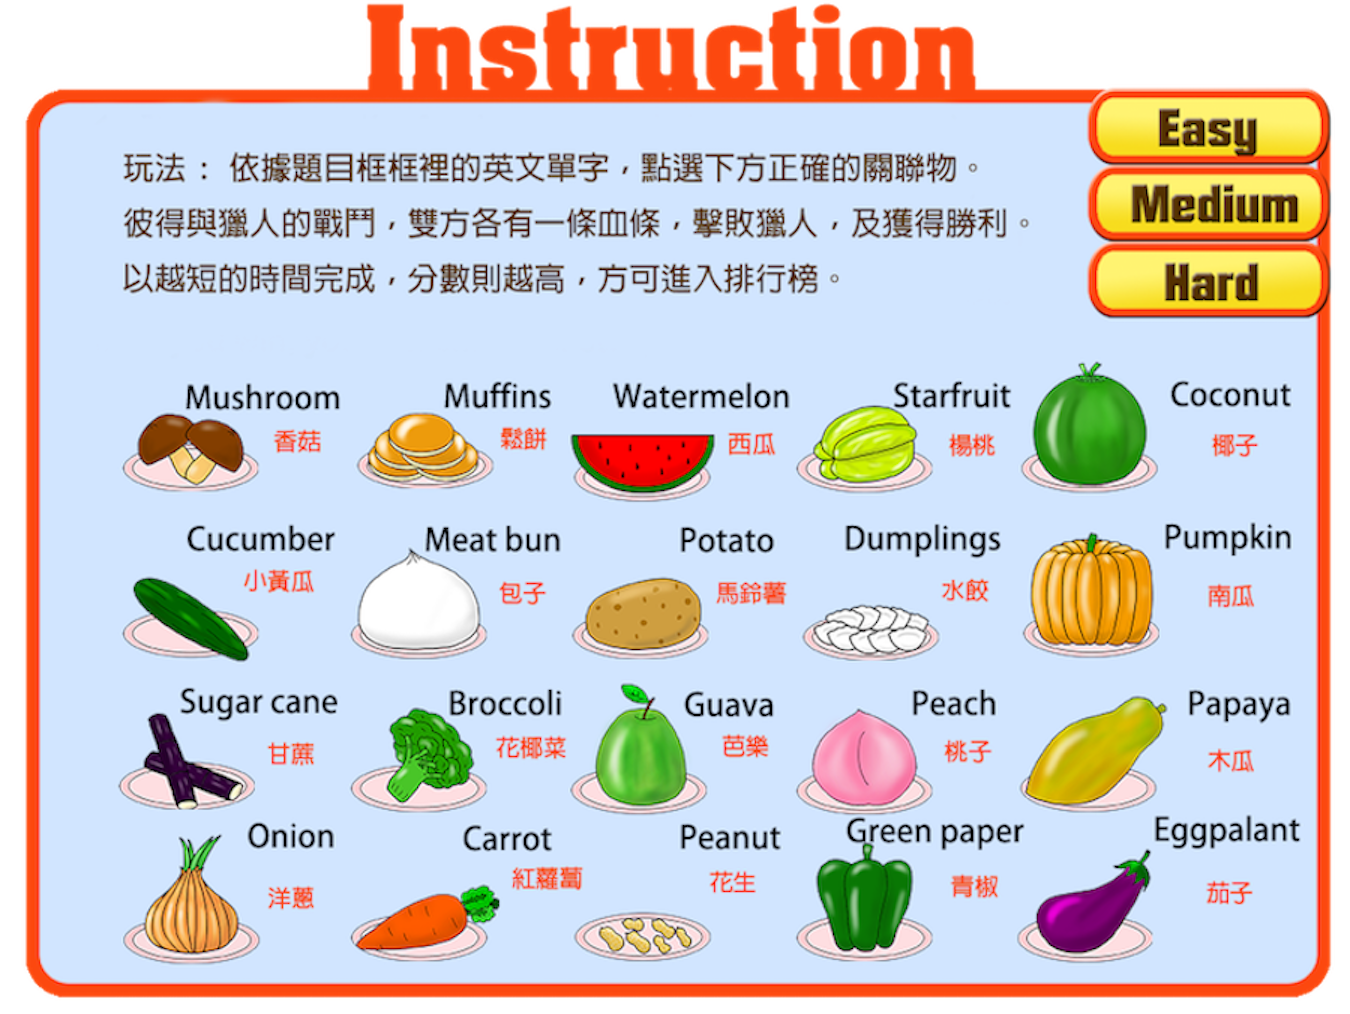 Instruction
Easy
Medium
Hard
玩法： 依據題目框框裡的英文單字，點選下方正確的關聯物。
彼得與獵人的戰鬥，雙方各有一條血條，擊敗獵人，及獲得勝利。
以越短的時間完成，分數則越高，方可進入排行榜。
Mushroom
香菇
Muffins
鬆餅
Watermelon
西瓜
Starfruit
楊桃
Coconut
椰子
Cucumber
小黃瓜
Meat bun
包子
Potato
馬鈴薯
Dumplings
水餃
Pumpkin
南瓜
Sugar cane
甘蔗
Broccoli
花椰菜
Guava
芭樂
Peach
桃子
Papaya
木瓜
Onion
洋蔥
Carrot
紅蘿蔔
Peanut
花生
Green paper
青椒
Eggpalant
茄子